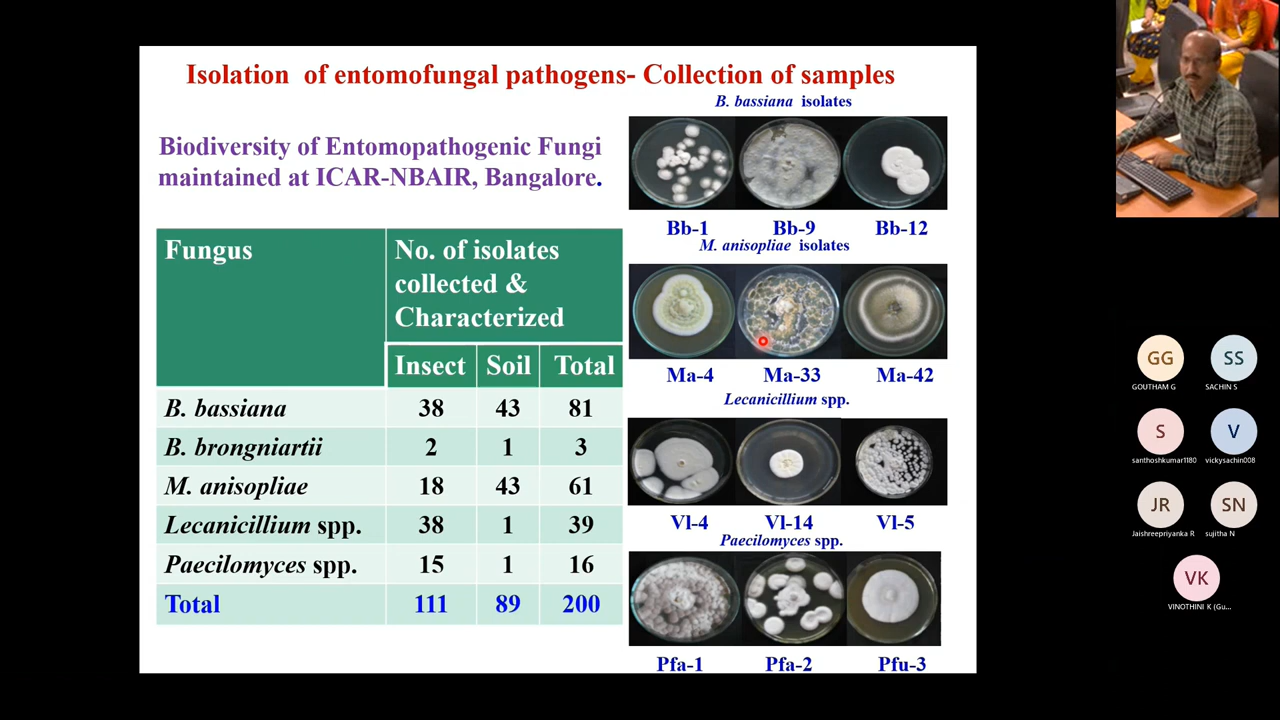 Isolation of entomofungal pathogens- Collection of samples
Biodiversity of Entomopathogenic Fungi
maintained at ICAR-NBAIR, Bangalore.
Fungus
No. of isolates
collected &
Characterized
Insect Soil Total
B. bassiana 38 43 81
B. brongniartii 2 1 3
M. anisopliae 18 43 61
Lecanicillium spp. 38 1 39
Paecilomyces spp. 15 1 16
Total 111 89 200
B. bassiana isolates
Bb-1 Bb-9 Bb-12
M. anisopliae isolates
Ma-4 Ma-33 Ma-42
Lecanicillium spp.
Vl-4 Vl-14 Vl-5
Paecilomyces spp.
Pfa-1 Pfa-2 Pfu-3
GG SS
GOUTHAM G SACHIN S
S V
santhoshkumar1180 vickysachin008
JR SN
Jaishreepriyanka R sujitha N
VK
VINOTHINI K (Gu...